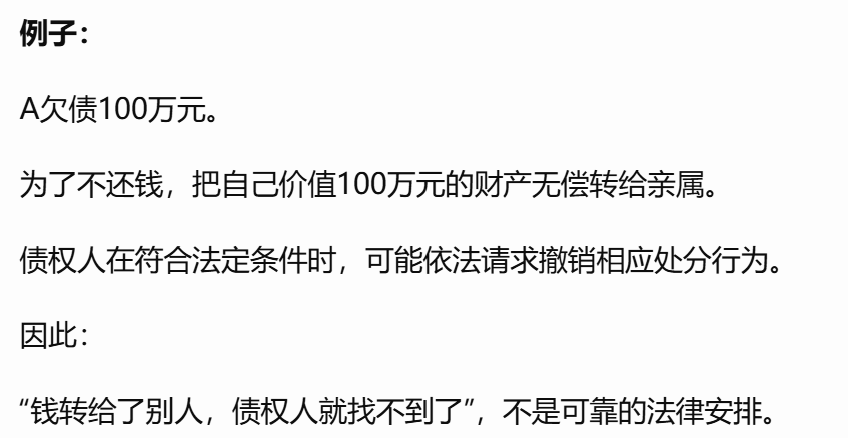 例子：
A欠债100万元。
为了不还钱，把自己价值100万元的财产无偿转给亲属。
债权人在符合法定条件时，可能依法请求撤销相应处分行为。
因此：
“钱转给了别人，债权人就找不到了”，不是可靠的法律安排。